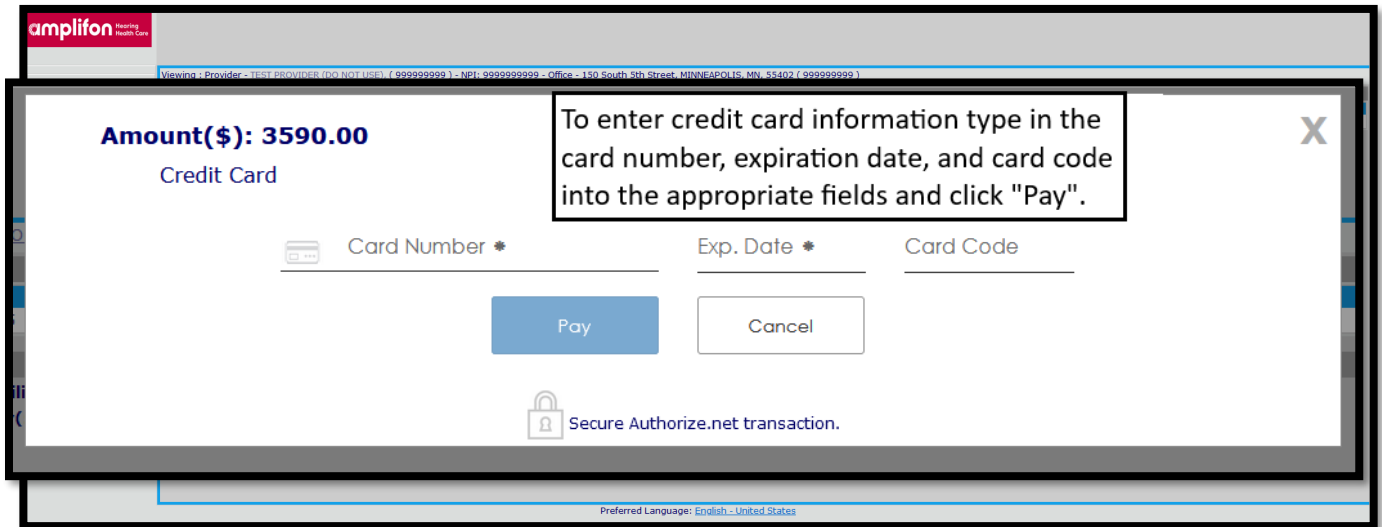 amplifon Hearing Health Care
Viewing : Provider - TEST PROVIDER (DO NOT USE), ( 999999999 ) - NPI: 9999999999 - Office - 150 South 5th Street, MINNEAPOLIS, MN, 55402 ( 999999999 )
To enter credit card information type in the
card number, expiration date, and card code
into the appropriate fields and click "Pay".
X
Amount($): 3590.00
Credit Card
Card Number * Exp. Date * Card Code
Pay Cancel
Secure Authorize.net transaction.
Preferred Language: English - United States